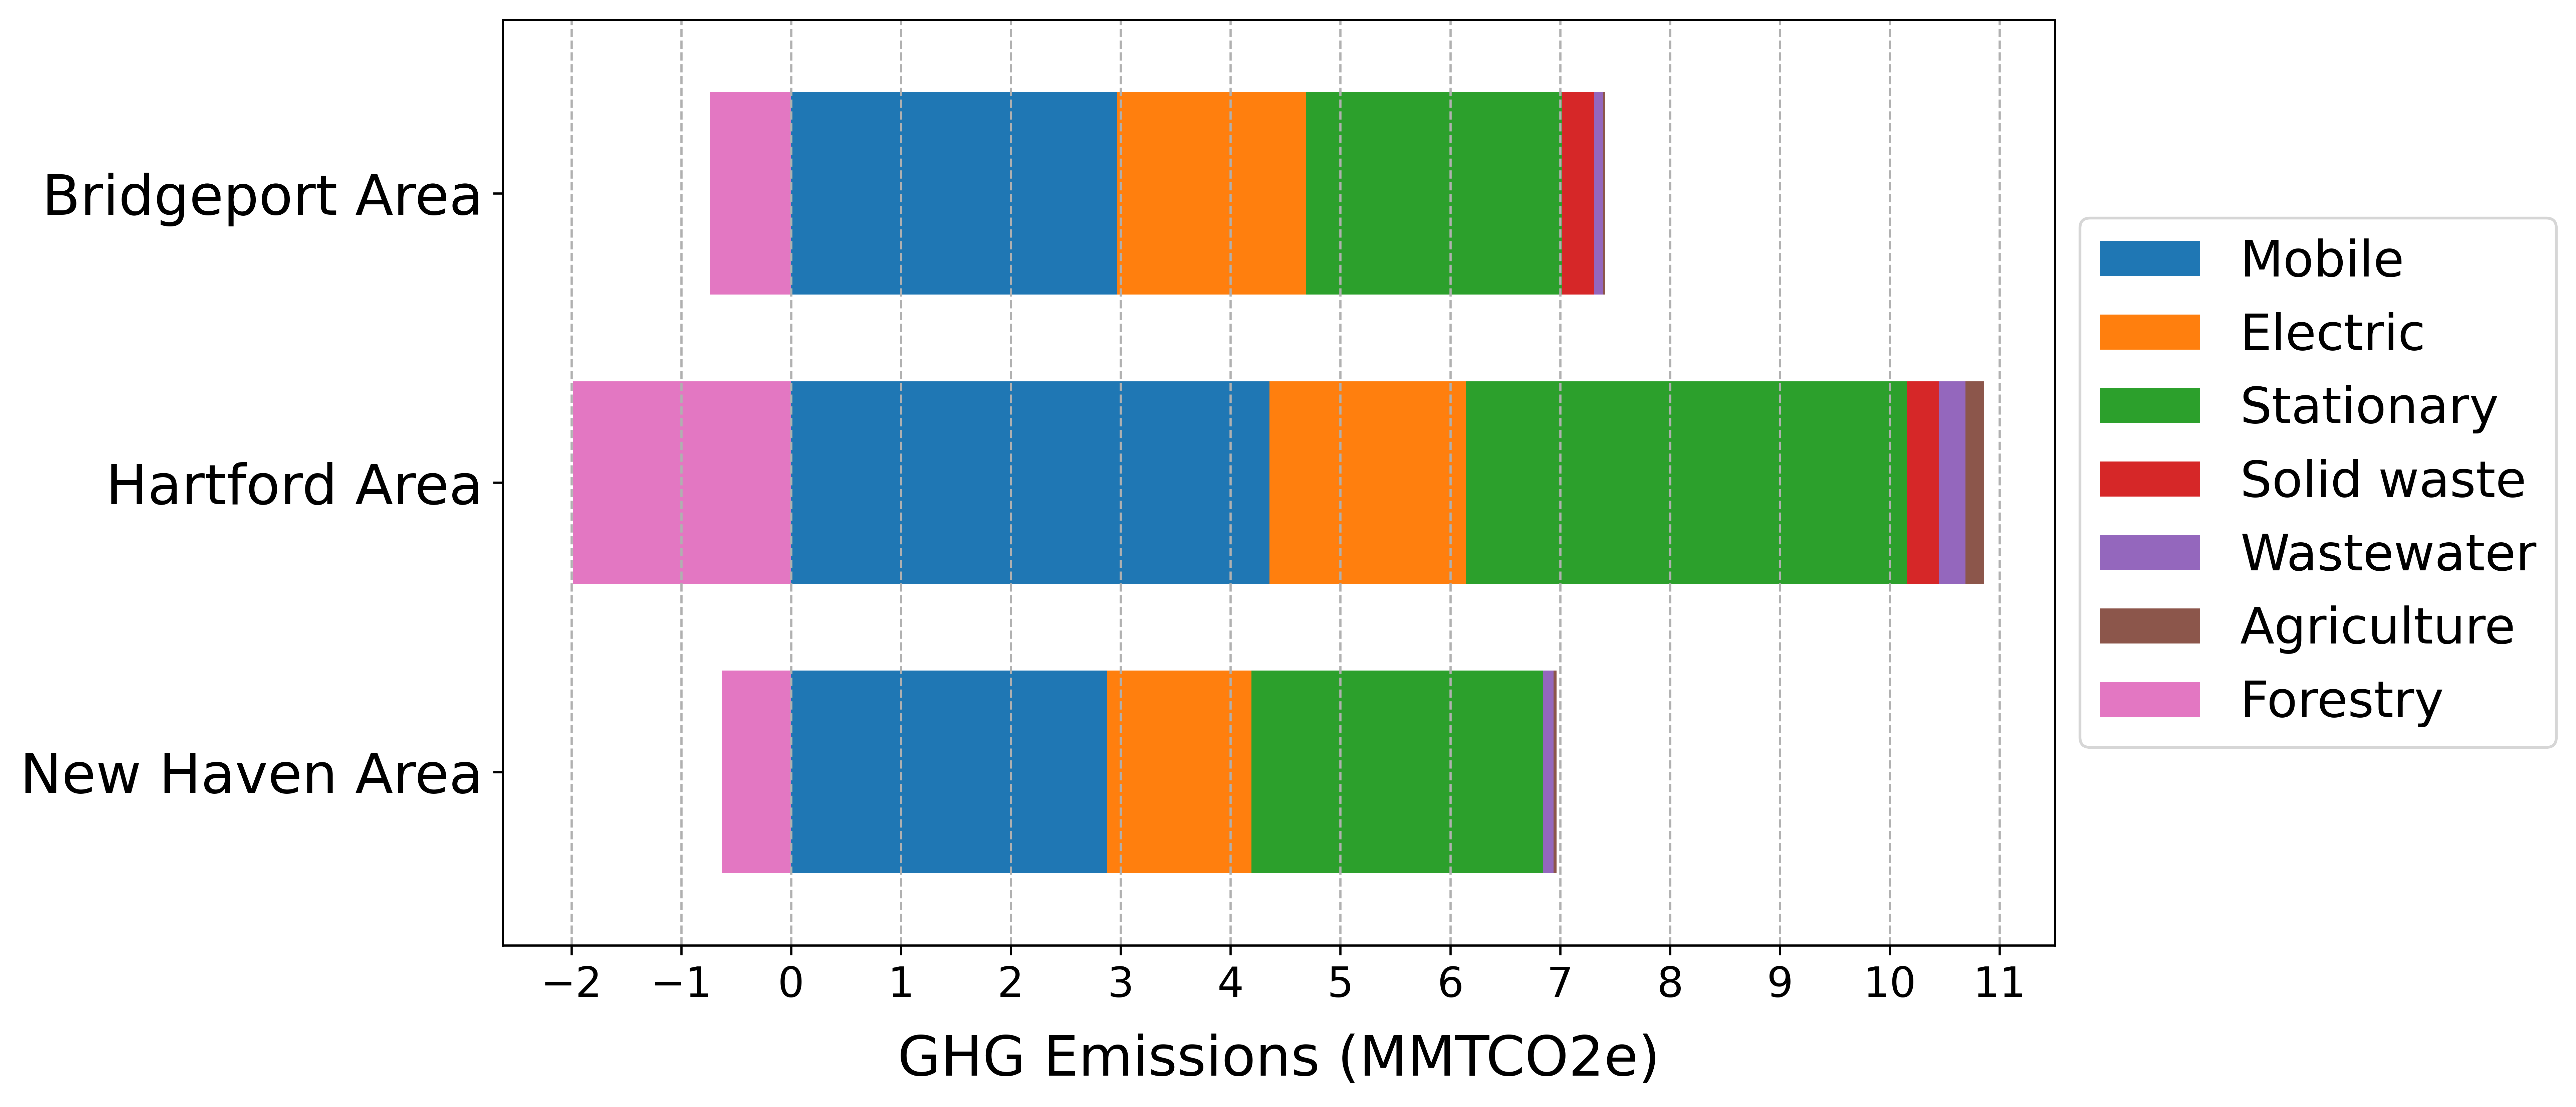 Bridgeport Area
Hartford Area
New Haven Area
−2 −1 0 1 2 3 4 5 6 7 8 9 10 11
GHG Emissions (MMTCO2e)
Mobile
Electric
Stationary
Solid waste
Wastewater
Agriculture
Forestry